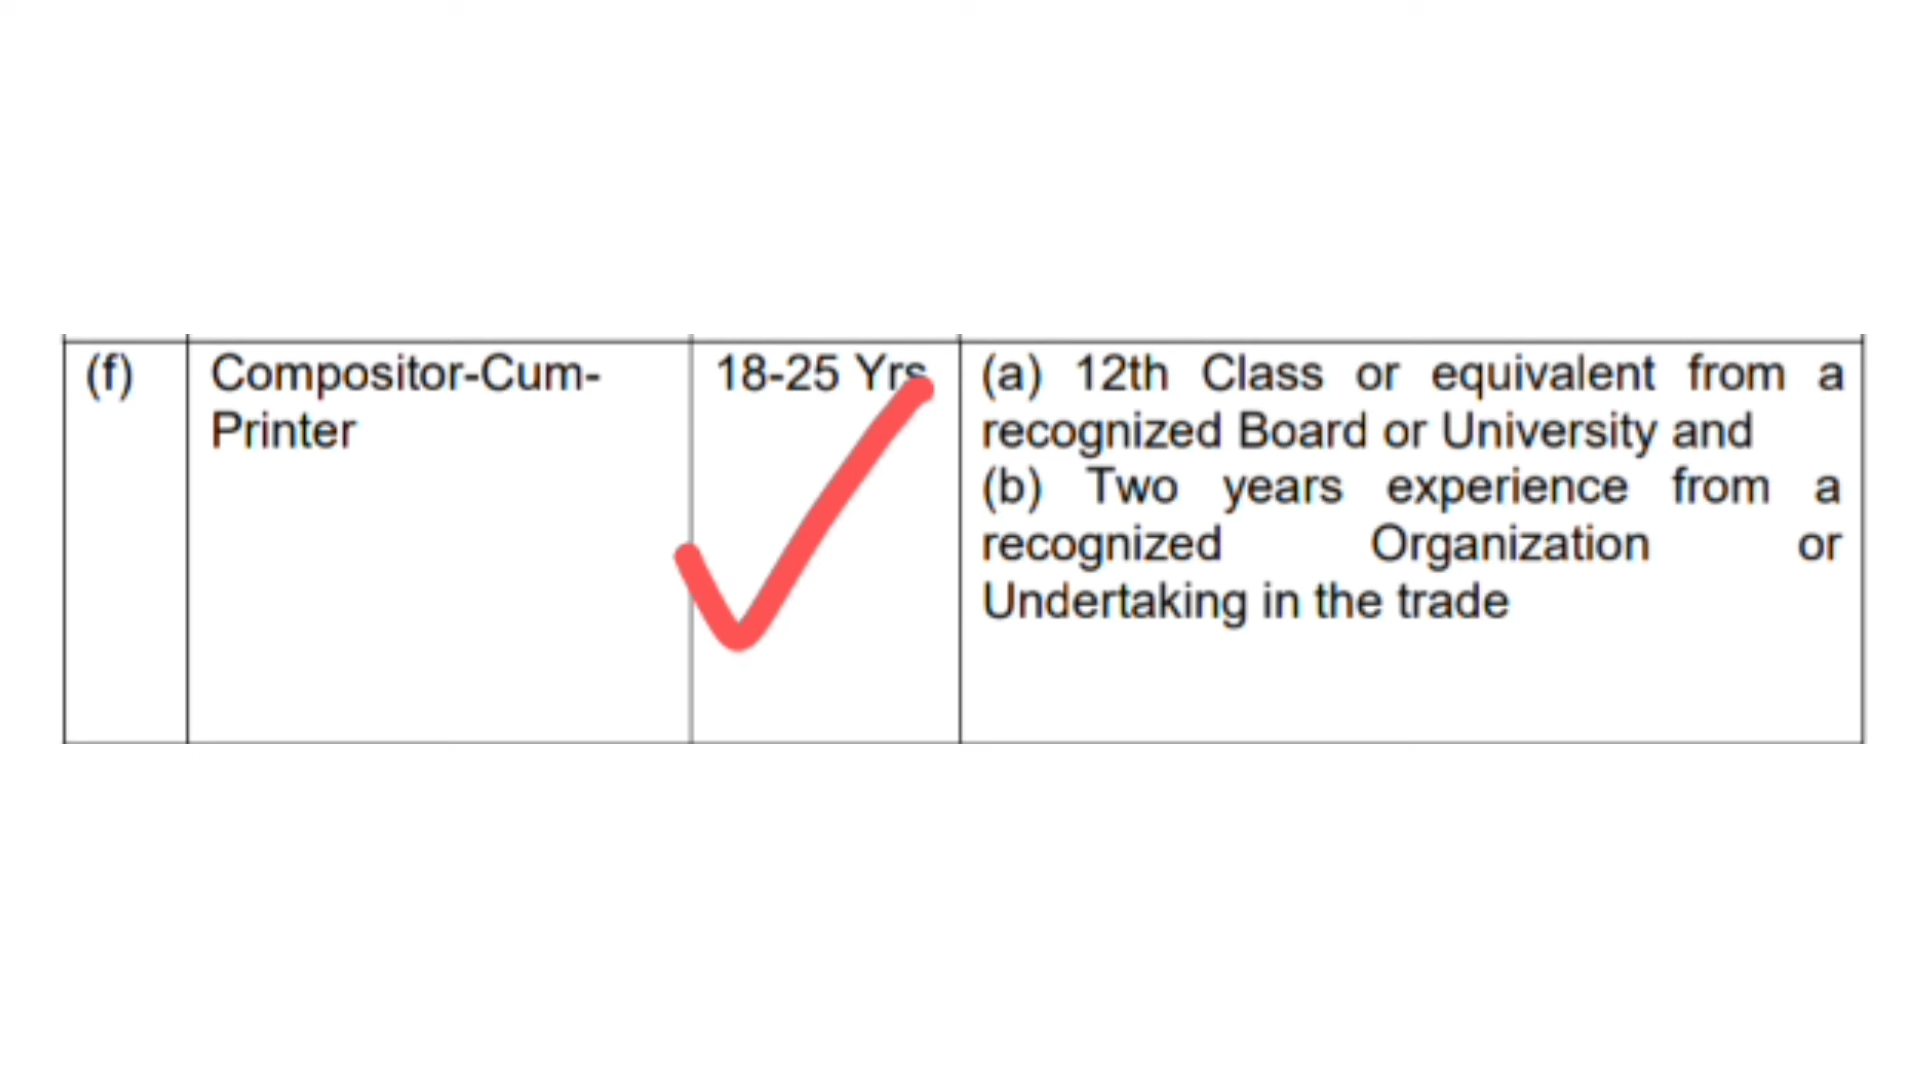 (f)
Compositor-Cum-
Printer
18-25 Yrs
(a) 12th Class or equivalent from a
recognized Board or University and
(b) Two years experience from a
recognized Organization or
Undertaking in the trade